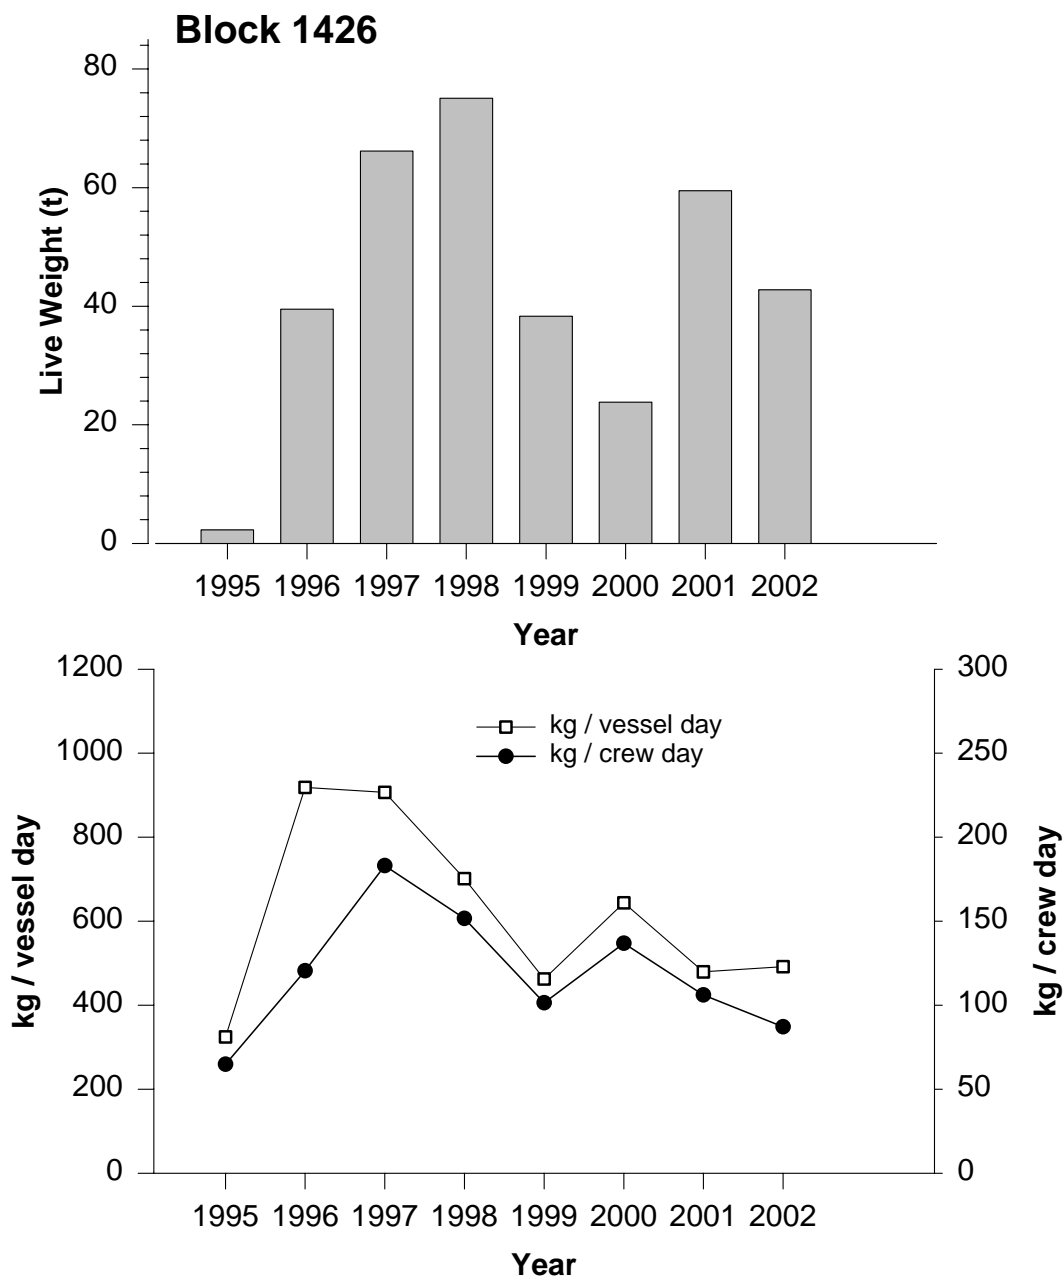 Block 1426
80
60
40
20
0
Live Weight (t)
1995 1996 1997 1998 1999 2000 2001 2002
Year
1200
1000
800
600
400
200
0
kg / vessel day
kg / vessel day
kg / crew day
300
250
200
150
100
50
0
kg / crew day
1995 1996 1997 1998 1999 2000 2001 2002
Year